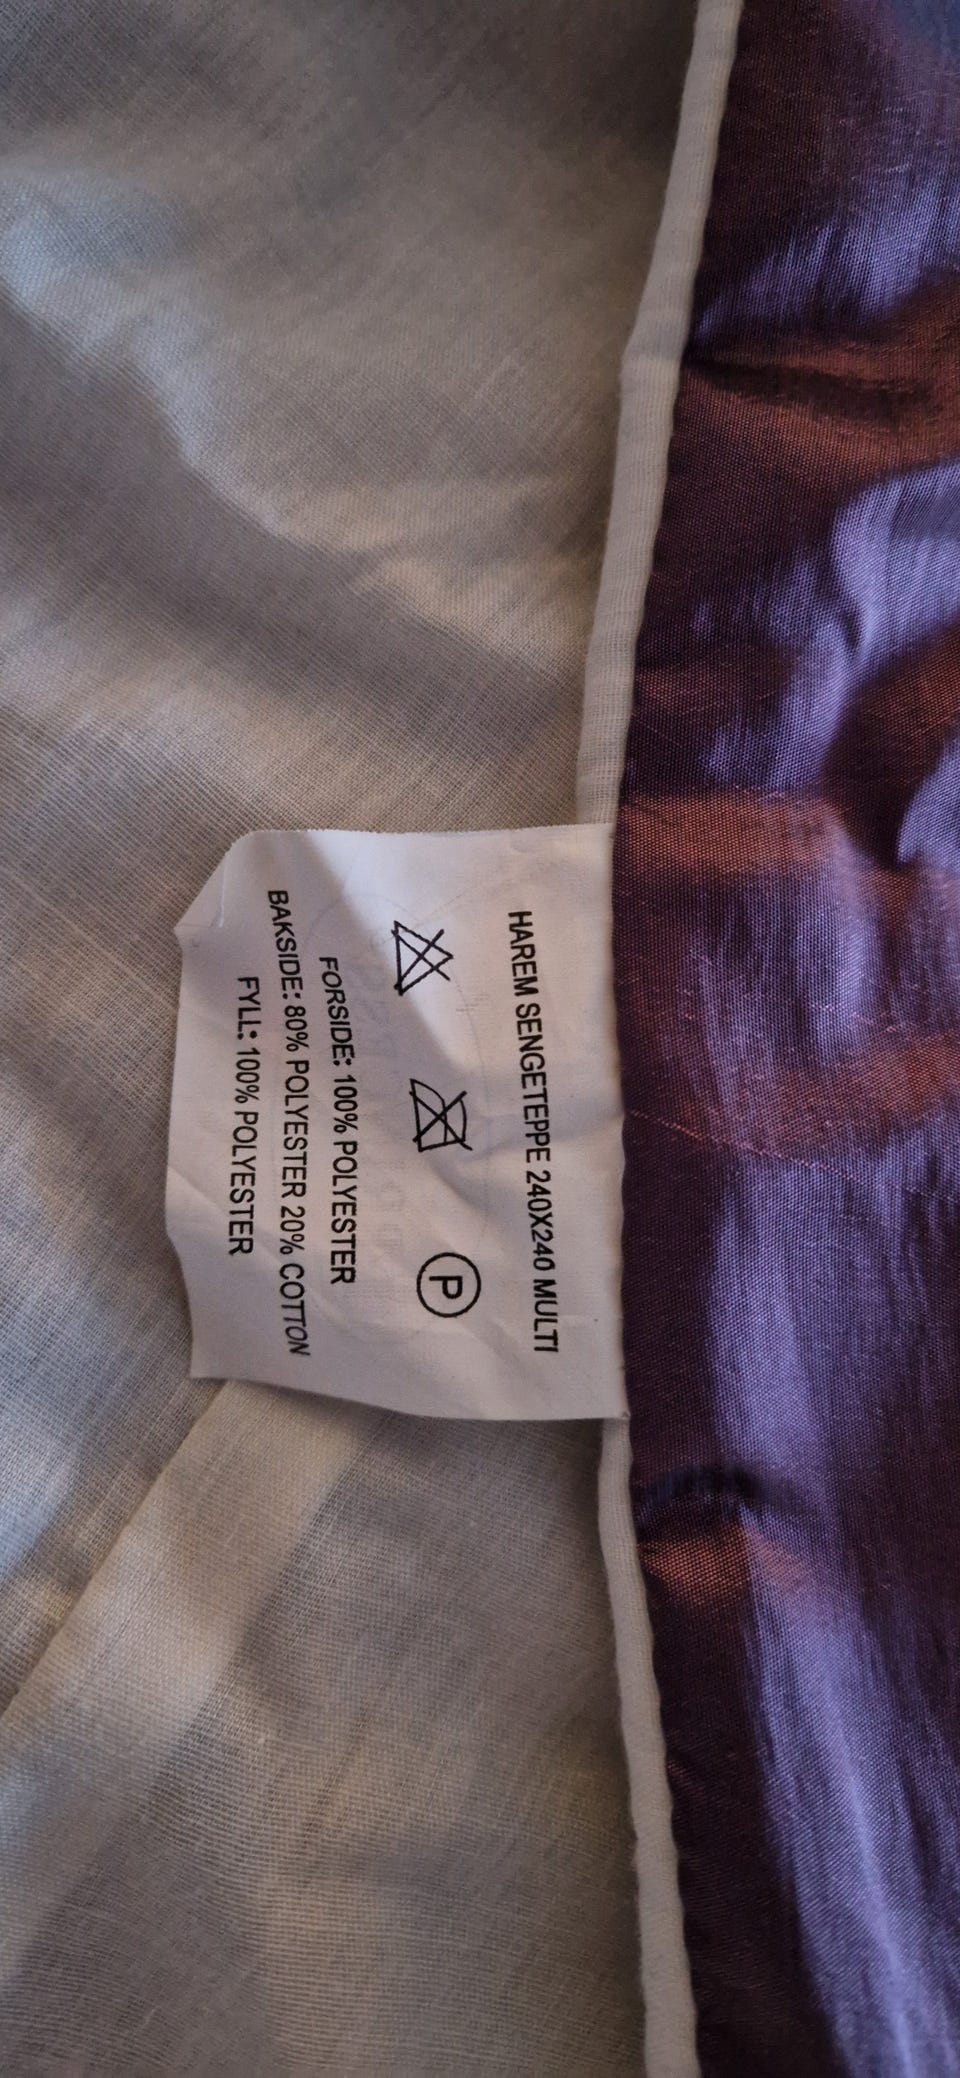 HAREM SENGETEPPE 240X240 MULTI
P
FORSIDE: 100% POLYESTER
BAKSIDE: 80% POLYESTER 20% COTTON
FYLL: 100% POLYESTER